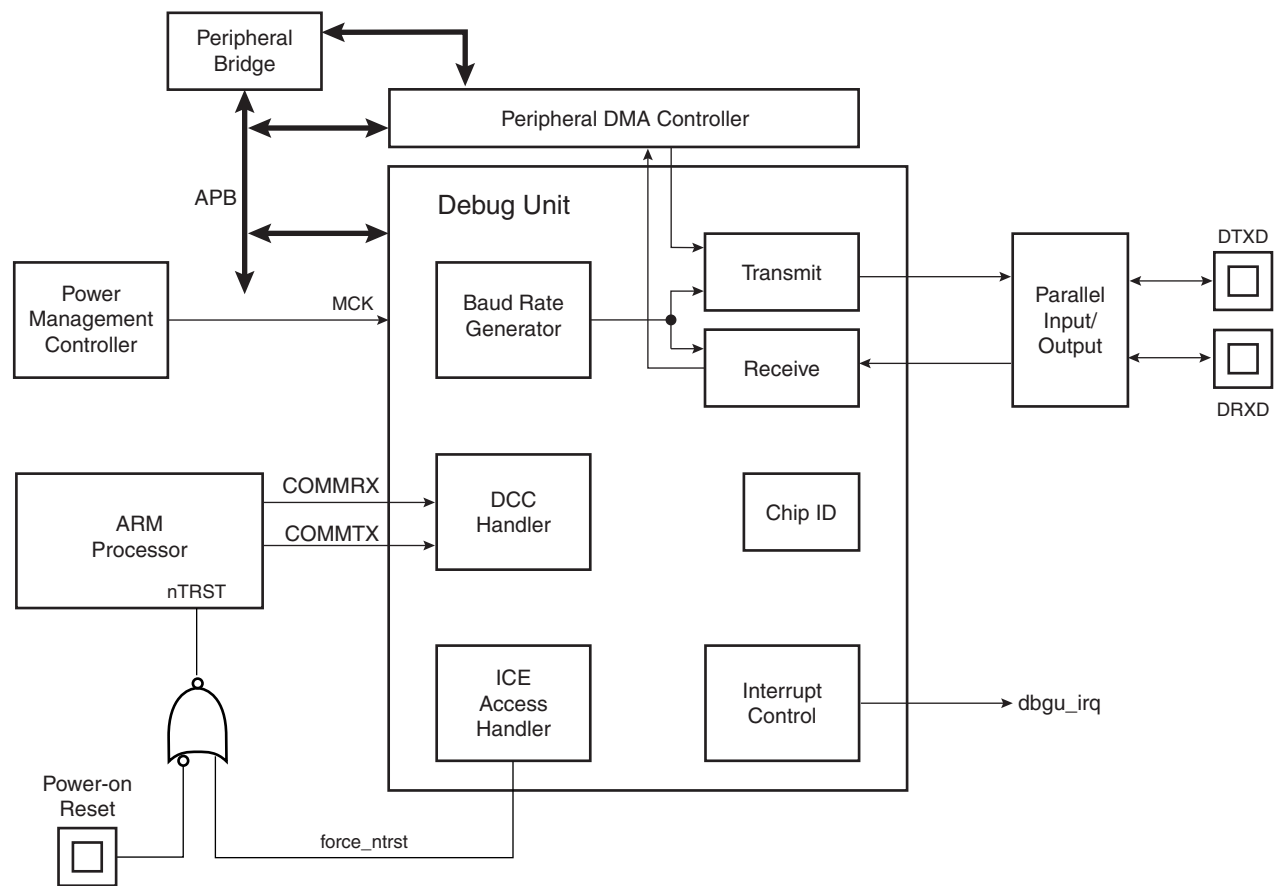 Peripheral
Bridge
Peripheral DMA Controller
APB
Debug Unit
Power
Management
Controller
MCK
Baud Rate
Generator
Transmit
Receive
Parallel
Input/
Output
DTXD
DRXD
ARM
Processor
nTRST
COMMRX
COMMTX
DCC
Handler
Chip ID
ICE
Access
Handler
Interrupt
Control
dbgu_irq
Power-on
Reset
force_ntrst